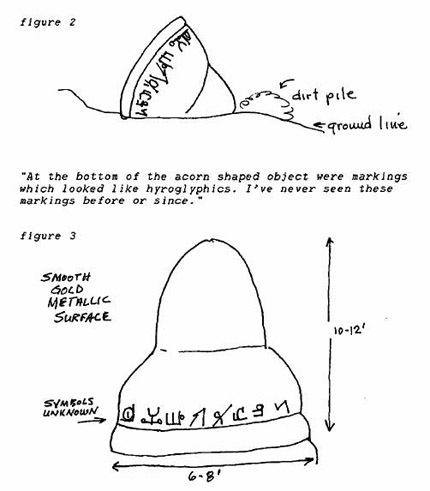 figure 2
dirt pile
ground line
"At the bottom of the acorn shaped object were markings
which looked like hyroglyphics. I've never seen these
markings before or since."
figure 3
SMOOTH
GOLD
METALLIC
SURFACE
10-12'
SYMBOLS
UNKNOWN
6-8'